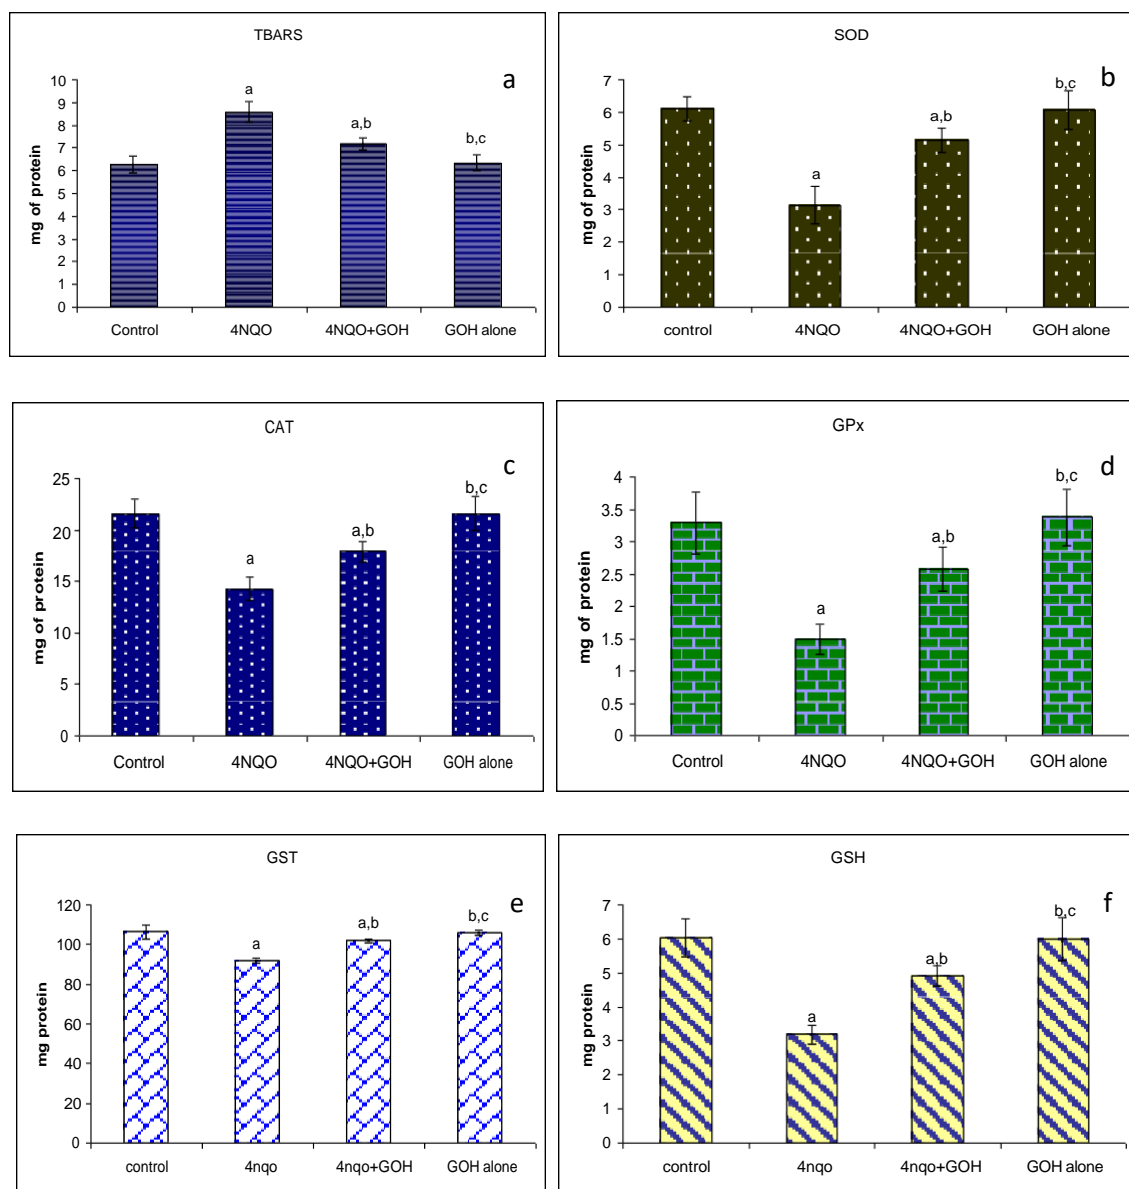 TBARS
a
mg of protein
10
9
8
7
6
5
4
3
2
1
0
a
a,b
b,c
Control 4NQO 4NQO+GOH GOH alone
SOD
b
mg of protein
7
6
5
4
3
2
1
0
a
a,b
b,c
control 4NQO 4NQO+GOH GOH alone
CAT
c
mg of protein
25
20
15
10
5
0
a
a,b
b,c
Control 4NQO 4NQO+GOH GOH alone
GPx
d
mg of protein
4
3.5
3
2.5
2
1.5
1
0.5
0
a
a,b
b,c
Control 4NQO 4NQO+GOH GOH alone
GST
e
mg protein
120
100
80
60
40
20
0
a
a,b
b,c
control 4nqo 4nqo+GOH GOH alone
GSH
f
mg protein
7
6
5
4
3
2
1
0
a
a,b
b,c
control 4nqo 4nqo+GOH GOH alone